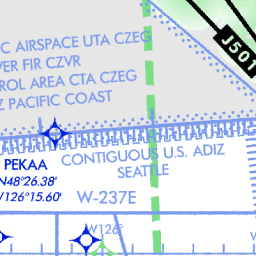 J501
C AIRSPACE UTA CZEG
VER FIR CZVR
ROL AREA CTA CZEG
Z PACIFIC COAST
PEKAA
N48°26.38'
W126°15.60'
CONTIGUOUS U.S. ADIZ
SEATTLE
W-237E
W126°